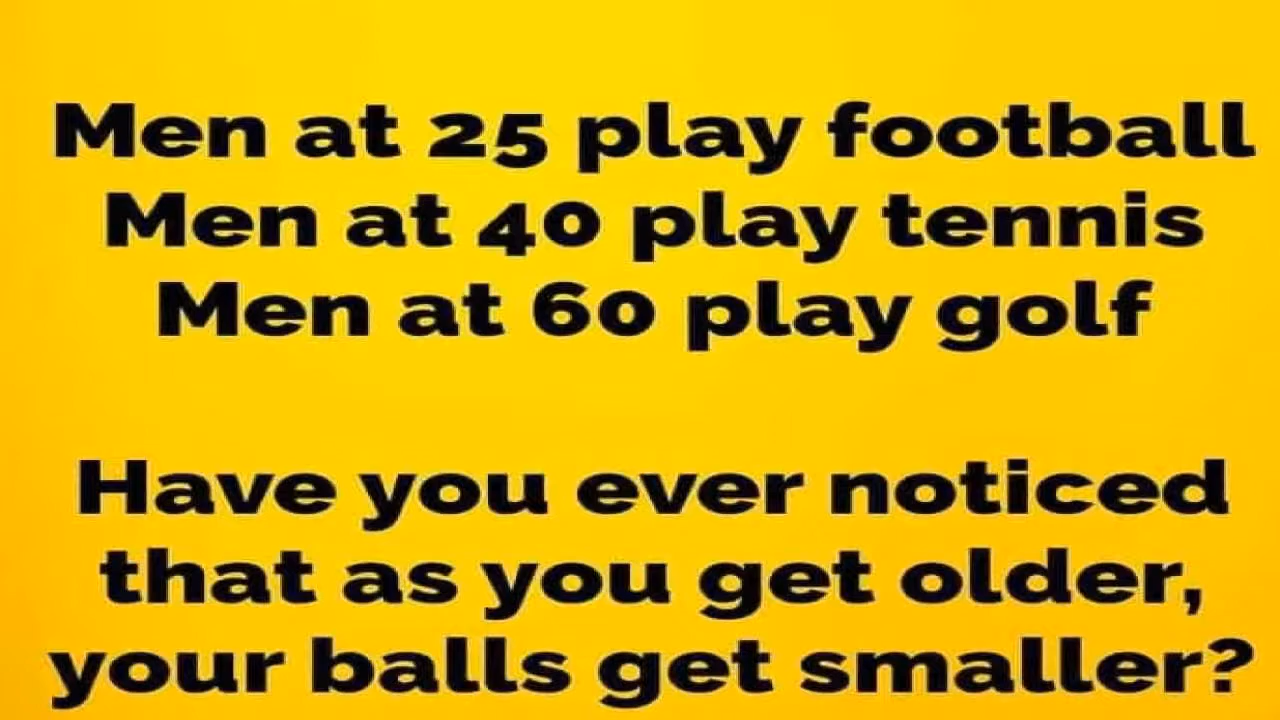 Men at 25 play football
Men at 40 play tennis
Men at 60 play golf
Have you ever noticed
that as you get older,
your balls get smaller?